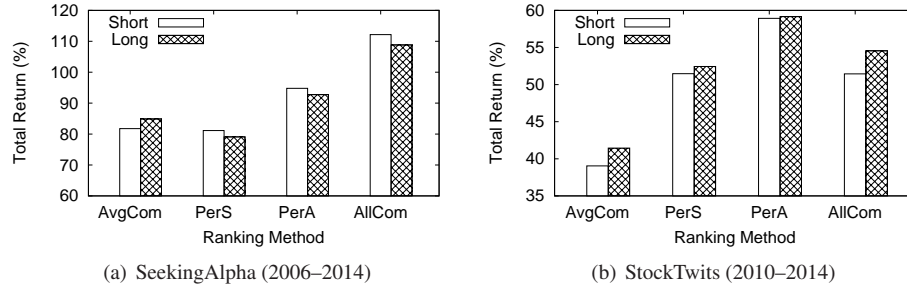 Total Return (%)
120
110
100
90
80
70
60
Short
Long
AvgCom PerS PerA AllCom
Ranking Method
(a) SeekingAlpha (2006–2014)
Total Return (%)
60
55
50
45
40
35
Short
Long
AvgCom PerS PerA AllCom
Ranking Method
(b) StockTwits (2010–2014)